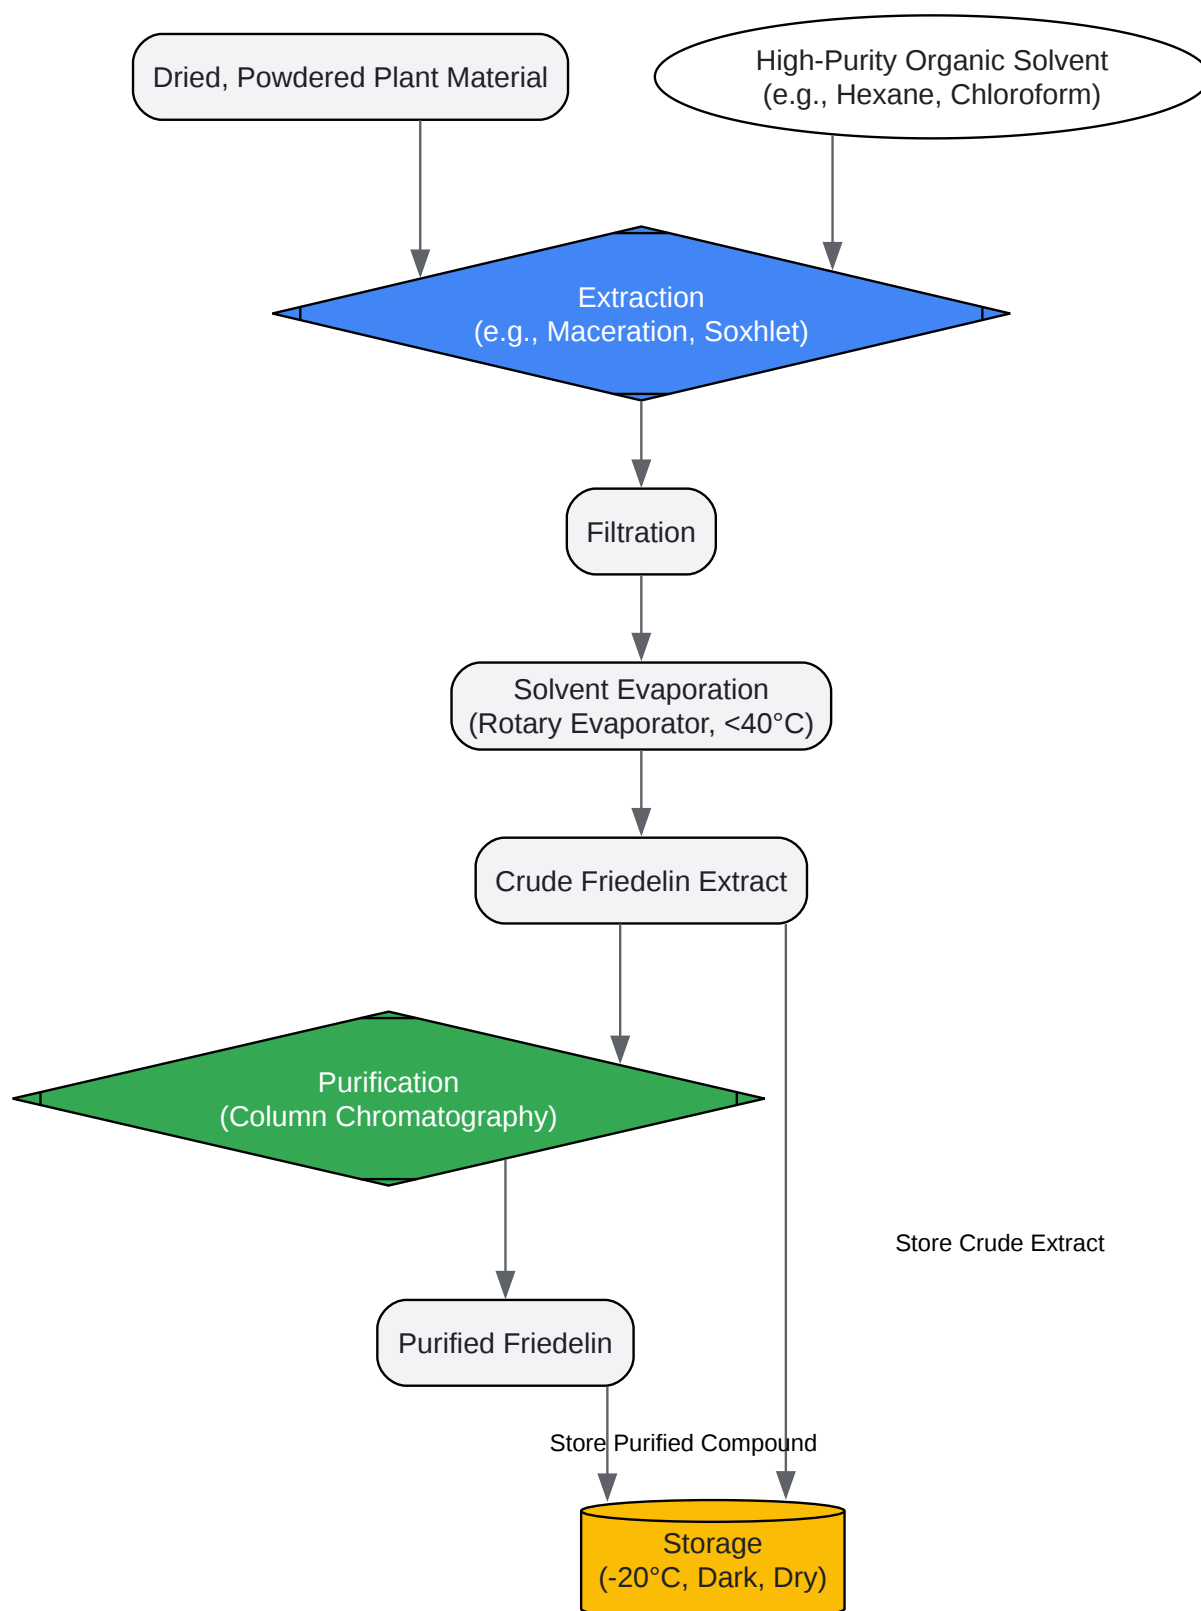 Dried, Powdered Plant Material
High-Purity Organic Solvent
(e.g., Hexane, Chloroform)
Extraction
(e.g., Maceration, Soxhlet)
Filtration
Solvent Evaporation
(Rotary Evaporator, <40°C)
Crude Friedelin Extract
Purification
(Column Chromatography)
Store Crude Extract
Purified Friedelin
Store Purified Compound
Storage
(-20°C, Dark, Dry)